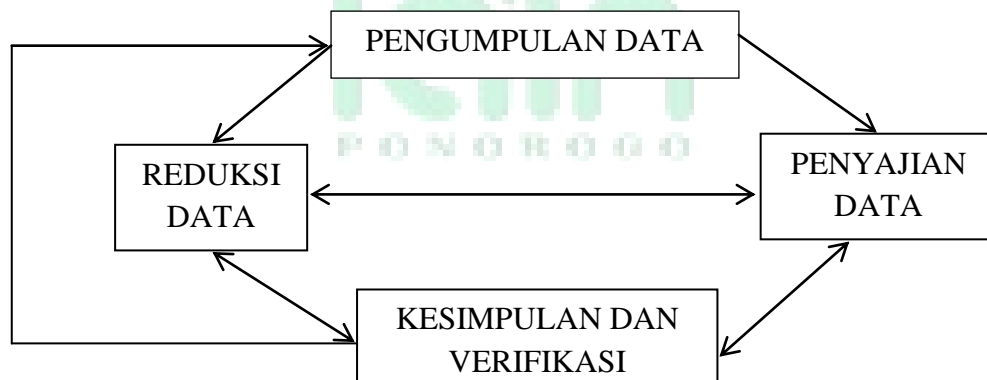 PENGUMPULAN DATA
PONOROGO
REDUKSI
DATA
PENYAJIAN
DATA
KESIMPULAN DAN
VERIFIKASI